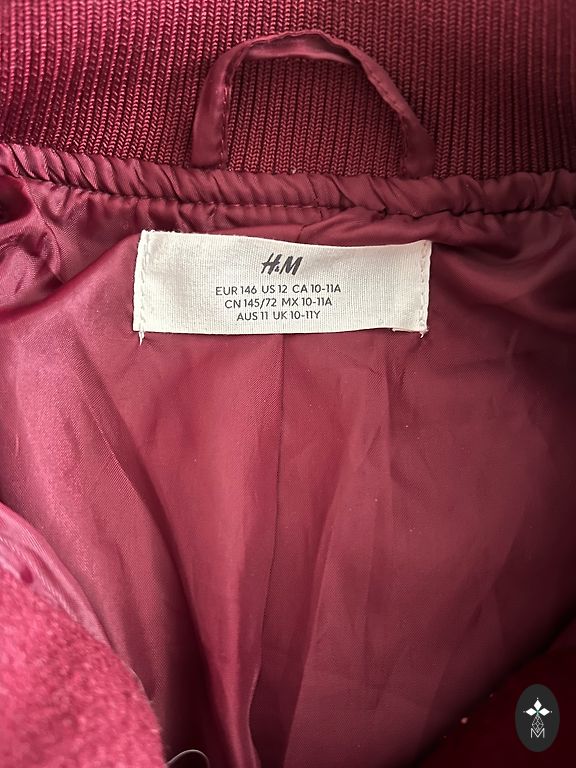 H&M
EUR 146 US 12 CA 10-11A
CN 145/72 MX 10-11A
AUS 11 UK 10-11Y